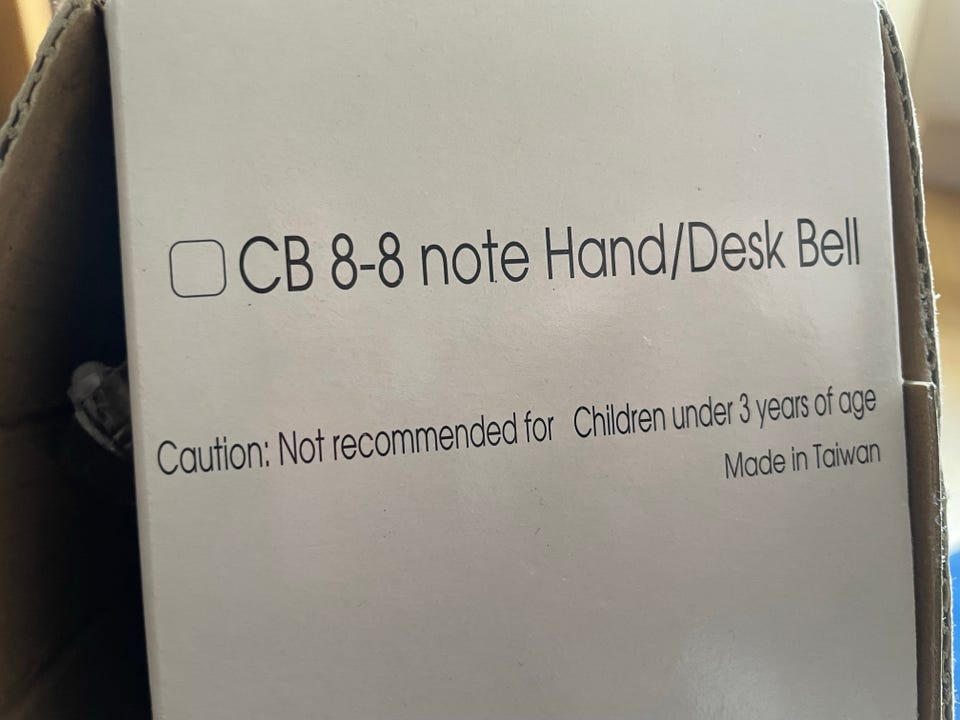 CB 8-8 note Hand/Desk Bell
Caution: Not recommended for Children under 3 years of age
Made in Taiwan